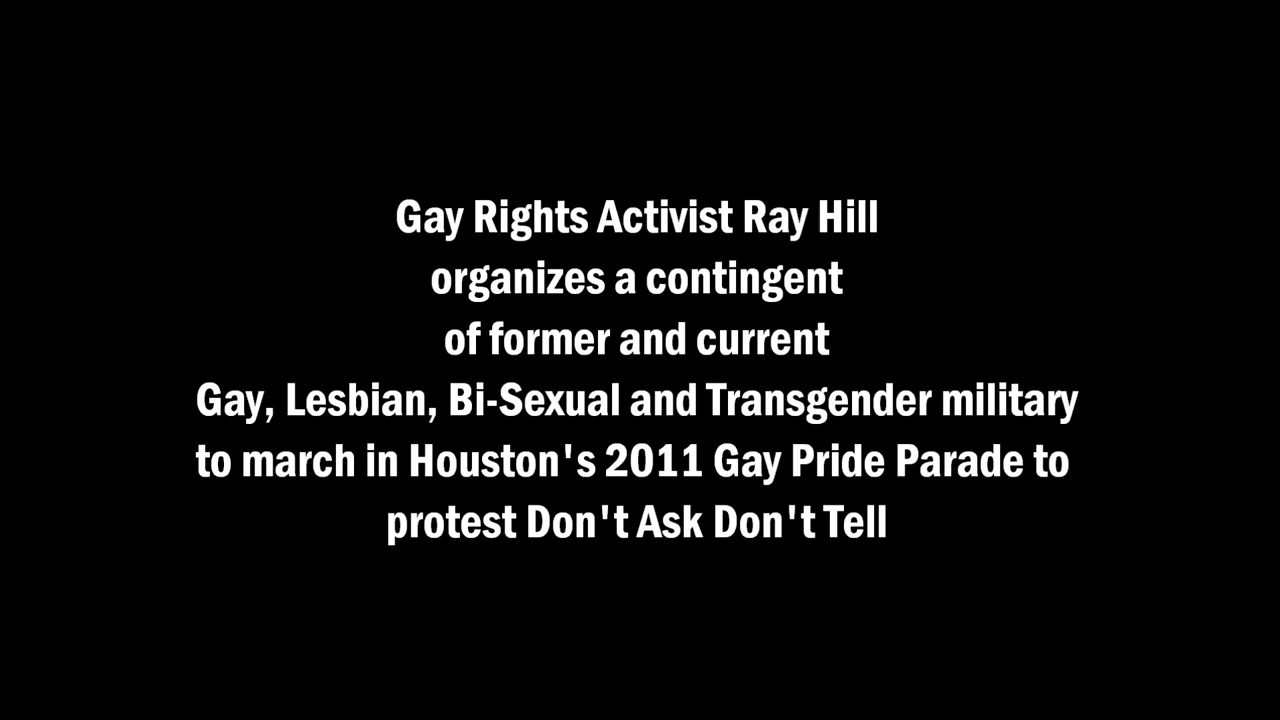 Gay Rights Activist Ray Hill
organizes a contingent
of former and current
Gay, Lesbian, Bi-Sexual and Transgender military
to march in Houston's 2011 Gay Pride Parade to
protest Don't Ask Don't Tell